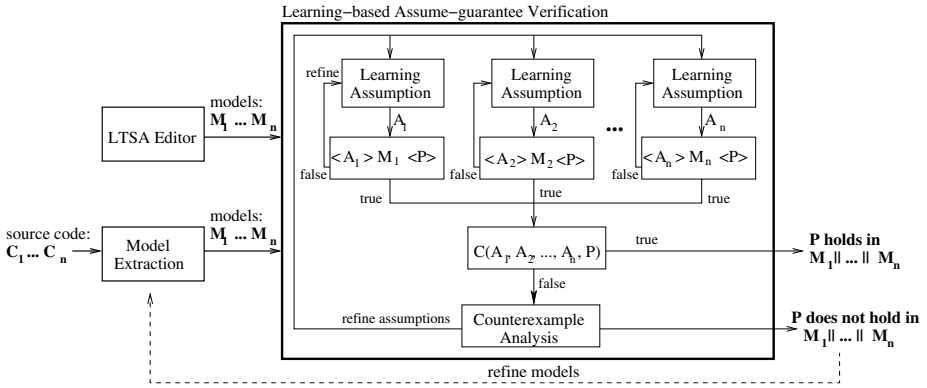 Learning−based Assume−guarantee Verification
refine
Learning
Assumption
Learning
Assumption
Learning
Assumption
models:
M1 ... Mn
LTSA Editor
A1
A2
...
An
< A1 > M1 <P>
< A2 > M2 <P>
< An > Mn <P>
false
false
false
true
true
true
source code:
C1 ... Cn
Model
Extraction
models:
M1 ... Mn
C(A1, A2, ..., An, P)
true
P holds in
M1|| ... || Mn
false
refine assumptions
Counterexample
Analysis
P does not hold in
M1|| ... || Mn
refine models